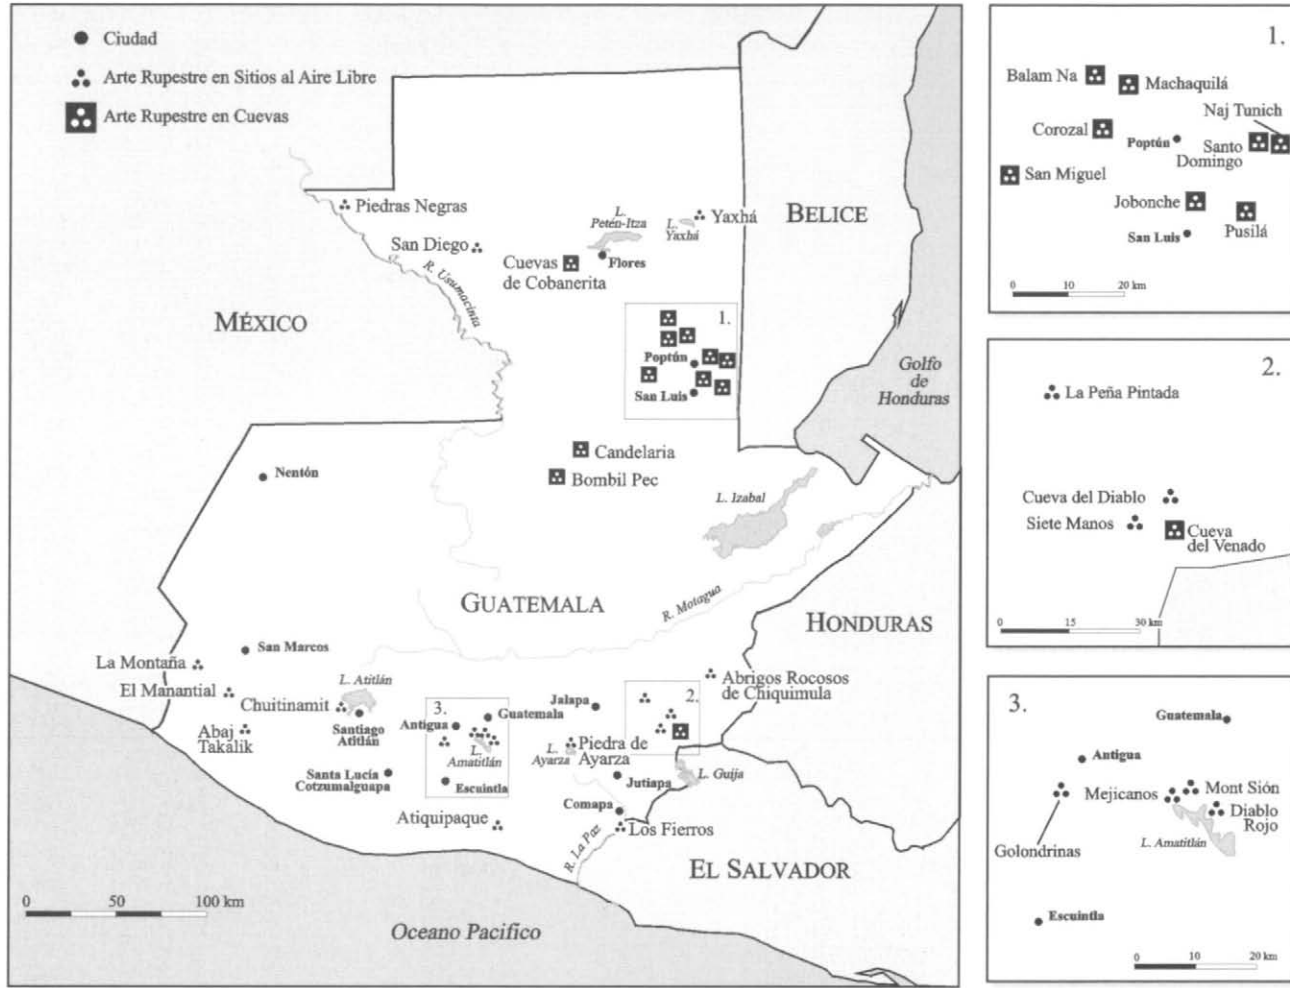 Ciudad
Arte Rupestre en Sitios al Aire Libre
Arte Rupestre en Cuevas
Piedras Negras
San Diego
R. Usumacinta
L.
Petén-Itza
L.
Yaxhá
Yaxhá
BELICE
Cuevas
de Cobanerita
Flores
MÉXICO
1.
Poptún
San Luis
Golfo
de
Honduras
Candelaria
Bombil Pec
Nentón
L. Izabal
GUATEMALA
R. Motagua
HONDURAS
San Marcos
La Montaña
El Manantial
Chuitinamit
L. Atitlán
Abaj
Takalik
Santiago
Atitlán
Santa Lucía
Cotzumalguapa
3.
Antigua
Guatemala
L.
Amatitlán
Escuintla
Jalapa
L.
Ayarza
Piedra de
Ayarza
2.
Abrigos Rocosos
de Chiquimula
L. Guija
Jutiapa
Comapa
Atiquipaque
Los Fierros
R. La Paz
EL SALVADOR
0 50 100 km
Oceano Pacifico
1.
Balam Na
Machaquilá
Naj Tunich
Corozal
Poptún
Santo
Domingo
San Miguel
Jobonche
Pusilá
San Luis
0 10 20 km
2.
La Peña Pintada
Cueva del Diablo
Siete Manos
Cueva
del Venado
0 15 30 km
3.
Guatemala
Antigua
Mejicanos
Mont Sión
Diablo
Rojo
L. Amatitlán
Golondrinas
Escuintla
0 10 20 km